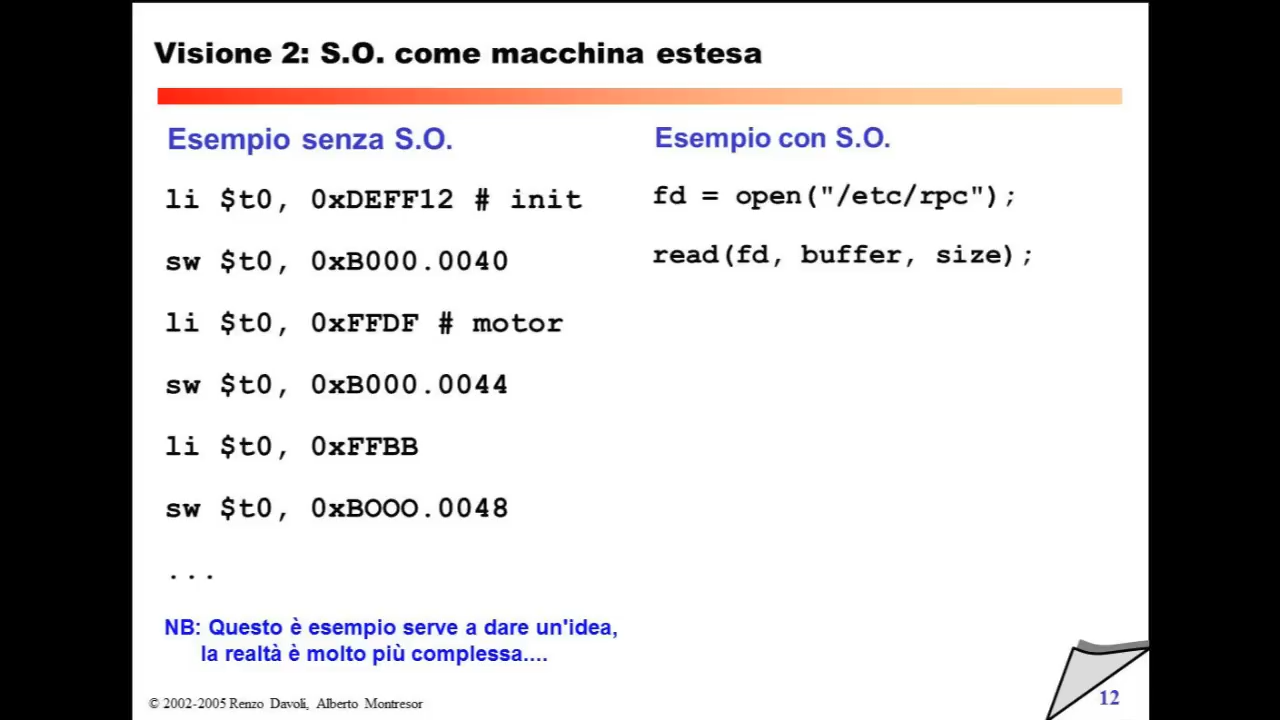 Visione 2: S.O. come macchina estesa
Esempio senza S.O.
li $t0, 0xDEFF12 # init
sw $t0, 0xB000.0040
li $t0, 0xFFDF # motor
sw $t0, 0xB000.0044
li $t0, 0xFFBB
sw $t0, 0xBOOO.0048
...
NB: Questo è esempio serve a dare un'idea,
la realtà è molto più complessa....
Esempio con S.O.
fd = open("/etc/rpc");
read(fd, buffer, size);
© 2002-2005 Renzo Davoli, Alberto Montresor
12